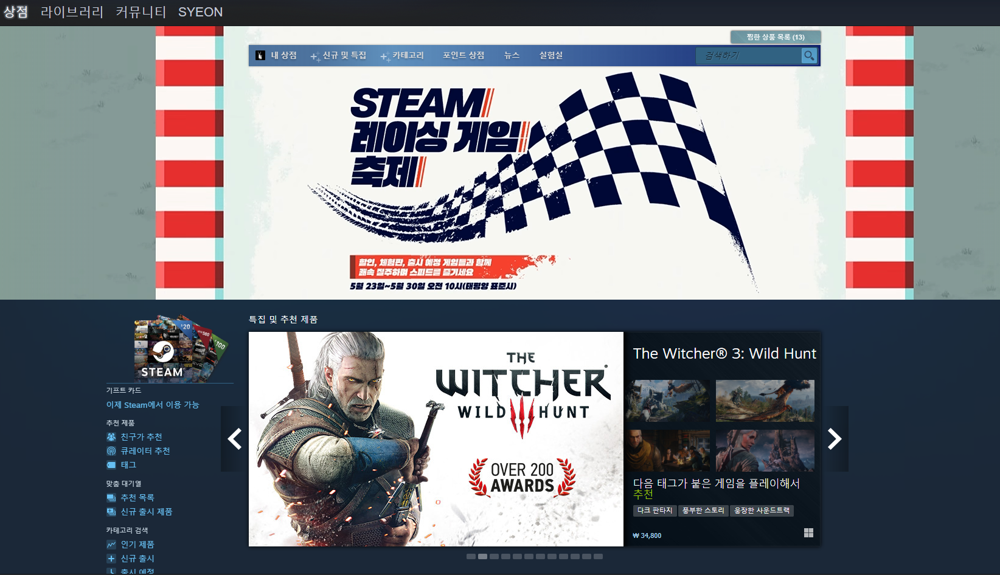 상점 라이브러리 커뮤니티 SYEON
찜한 상품 목록 (13)
내 상점 신규 및 특집 카테고리 포인트 상점 뉴스 실험실 검색하기
STEAM
레이싱 게임
축제
할인, 체험판, 출시 예정 게임들과 함께
쾌속 질주하며 스피드를 즐기세요
5월 23일~5월 30일 오전 10시(태평양 표준시)
20
500
100
STEAM
기프트 카드
이제 Steam에서 이용 가능
추천 제품
친구가 추천
큐레이터 추천
태그
맞춤 대기열
추천 목록
신규 출시 제품
카테고리 검색
인기 제품
신규 출시
출시 예정
특집 및 추천 제품
THE
WITCHER®
WILD HUNT
OVER 200
AWARDS
The Witcher® 3: Wild Hunt
다음 태그가 붙은 게임을 플레이해서
추천
다크 판타지 풍부한 스토리 웅장한 사운드트랙
₩ 34,800